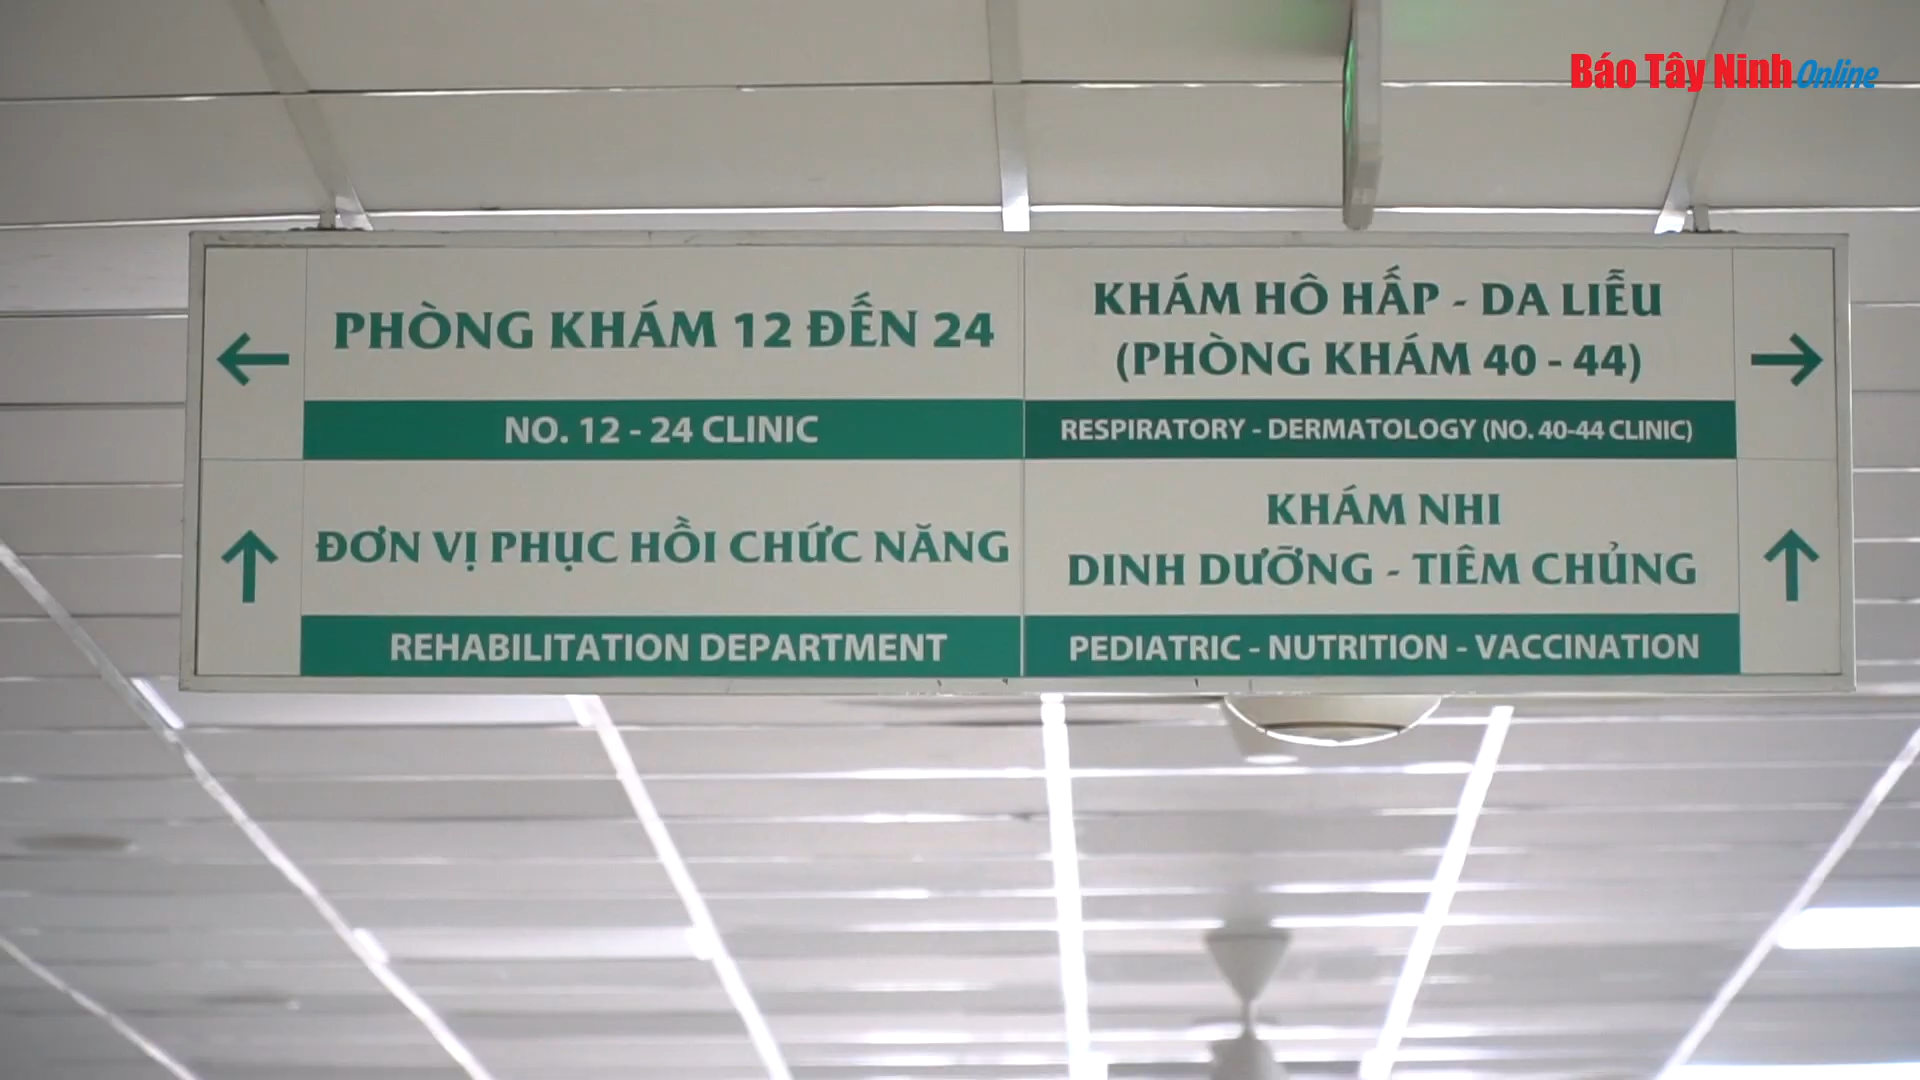 Báo Tây Ninh Online
PHÒNG KHÁM 12 ĐẾN 24
NO. 12 - 24 CLINIC
KHÁM HÔ HẤP - DA LIỄU
(PHÒNG KHÁM 40 - 44)
RESPIRATORY - DERMATOLOGY (NO. 40-44 CLINIC)
ĐƠN VỊ PHỤC HỒI CHỨC NĂNG
REHABILITATION DEPARTMENT
KHÁM NHI
DINH DƯỠNG - TIÊM CHỦNG
PEDIATRIC - NUTRITION - VACCINATION